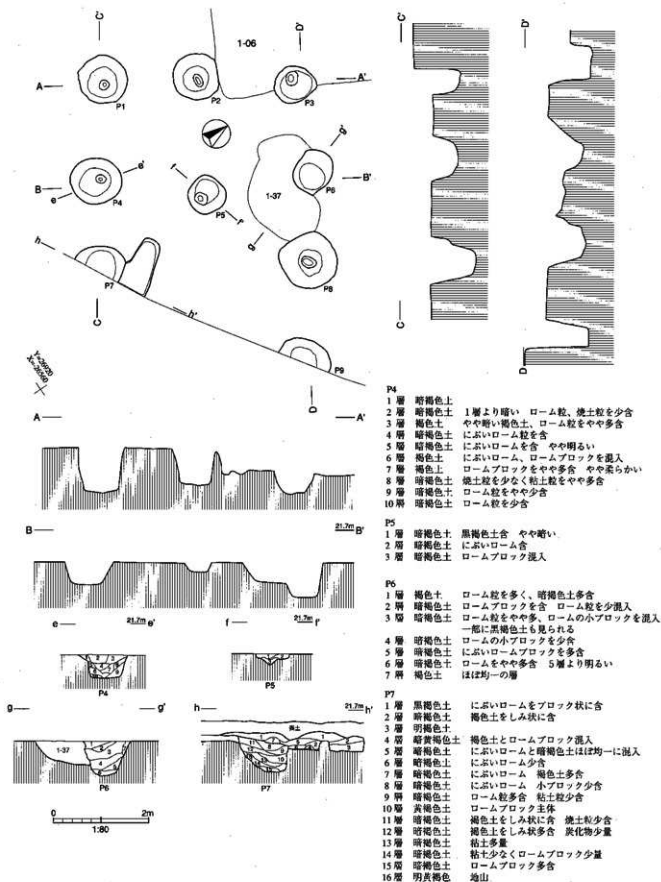 C'
D'
C'
D'
1-06
A
A'
P1
P2
P3
g'
f
e'
B
B'
P4
P5
P6
e
f'
1-37
g
h
P7
P8
h'
C
P9
D
C
D
Y=26920
X=-26560
A
A'
21.7m
B
B'
e
21.7m
e'
f
21.7m
f'
P4
P5
g
g'
h
21.7m
h'
表土
1-37
P6
P7
0
2m
1:80
P4
1層 暗褐色土
2層 暗褐色土 1層より暗い ローム粒、焼土粒を少含
3層 褐色土 やや暗い褐色土、ローム粒をやや多含
4層 暗褐色土 にぶいローム粒を含
5層 暗褐色土 にぶいロームを含 やや明るい
6層 褐色土 にぶいローム、ロームブロックを混入
7層 褐色土 ロームブロックをやや多含 やや柔らかい
8層 暗褐色土 焼土粒を少なく粘土粒をやや多含
9層 暗褐色土 ローム粒をやや少含
10層 暗褐色土 ローム粒を少含
P5
1層 暗褐色土 黒褐色土含 やや暗い
2層 暗褐色土 にぶいローム含
3層 暗褐色土 ロームブロック混入
P6
1層 褐色土 ローム粒を多く、暗褐色土多含
2層 暗褐色土 ロームブロックを含 ローム粒を少混入
3層 暗褐色土 ローム粒をやや多、ロームの小ブロックを混入
一部に黒褐色土も見られる
4層 暗褐色土 ロームの小ブロックを少含
5層 暗褐色土 にぶいロームブロックを多含
6層 暗褐色土 ロームをやや多含 5層より明るい
7層 褐色土 ほぼ均一の層
P7
1層 黒褐色土 にぶいロームをブロック状に含
2層 暗褐色土 褐色土をしみ状に含
3層 明褐色土
4層 暗黄褐色土 褐色土とロームブロック混入
5層 暗褐色土 にぶいロームと暗褐色土ほぼ均一に混入
6層 暗褐色土 にぶいローム少含
7層 暗褐色土 にぶいローム 褐色土多含
8層 暗褐色土 にぶいローム 小ブロック少含
9層 暗褐色土 ローム粒多含 粘土粒少含
10層 黄褐色土 ロームブロック主体
11層 暗褐色土 褐色土をしみ状に含 焼土粒少含
12層 暗褐色土 褐色土をしみ状多含 炭化物少量
13層 暗褐色土 粘土多量
14層 暗褐色土 粘土少なくロームブロック少量
15層 暗褐色土 ロームブロック多含
16層 明黄褐色 地山